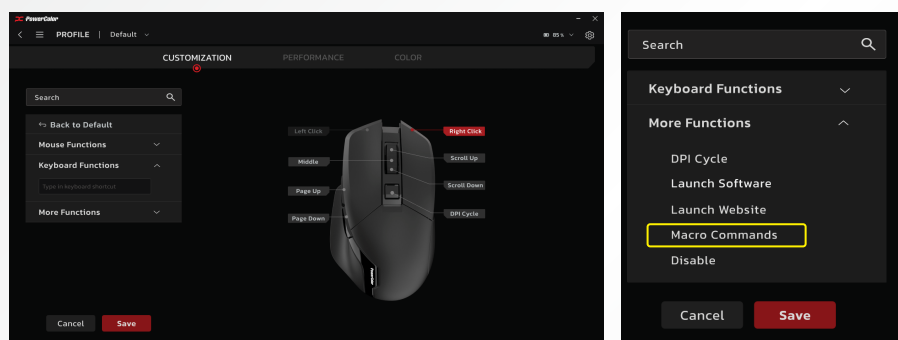 PowerColor
PROFILE | Default
85%
CUSTOMIZATION PERFORMANCE COLOR
Search
Back to Default
Mouse Functions
Keyboard Functions
Type in keyboard shortcut
More Functions
Cancel Save
Left Click
Right Click
Middle
Scroll Up
Page Up
Scroll Down
Page Down
DPI Cycle
PowerColor
Search
Keyboard Functions
More Functions
DPI Cycle
Launch Software
Launch Website
Macro Commands
Disable
Cancel Save